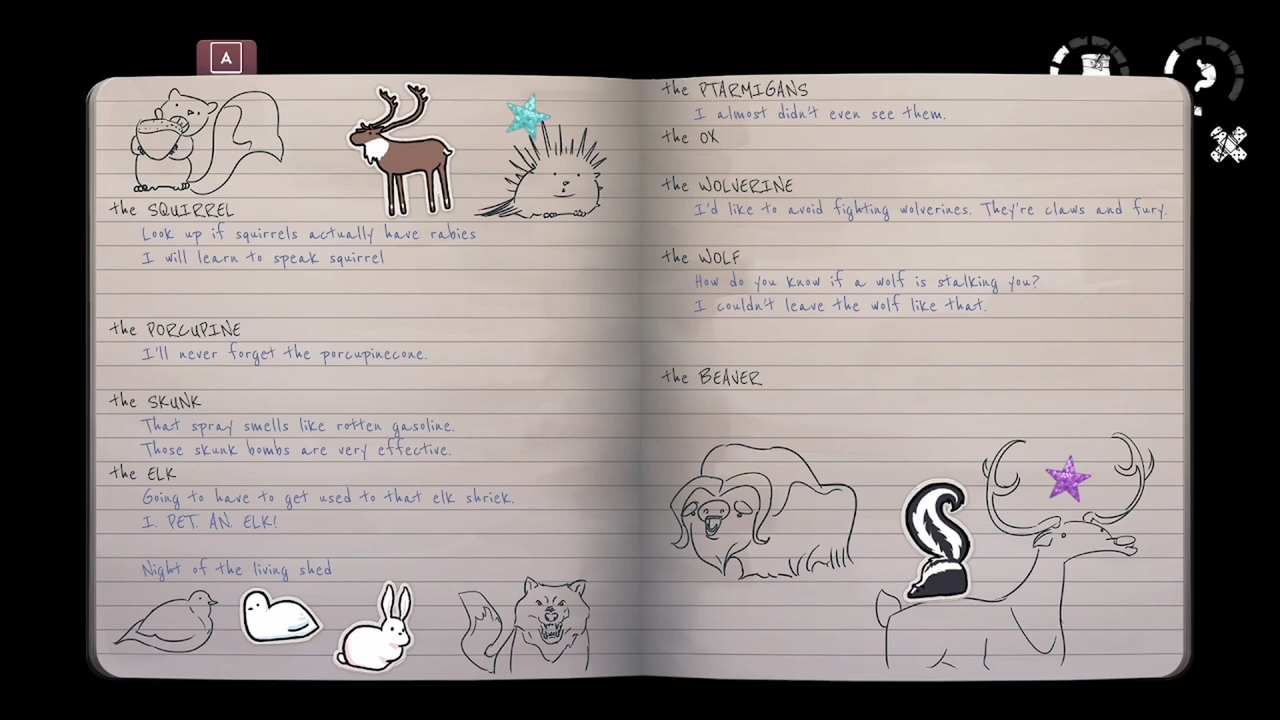 A
the SQUIRREL
Look up if squirrels actually have rabies
I will learn to speak squirrel
the PORCUPINE
I'll never forget the porcupinecone.
the SKUNK
That spray smells like rotten gasoline.
Those skunk bombs are very effective.
the ELK
Going to have to get used to that elk shriek.
I. PET. AN. ELK!
Night of the living shed
the PTARMIGANS
I almost didn't even see them.
the OX
the WOLVERINE
I'd like to avoid fighting wolverines. They're claws and fury.
the WOLF
How do you know if a wolf is stalking you?
I couldn't leave the wolf like that.
the BEAVER